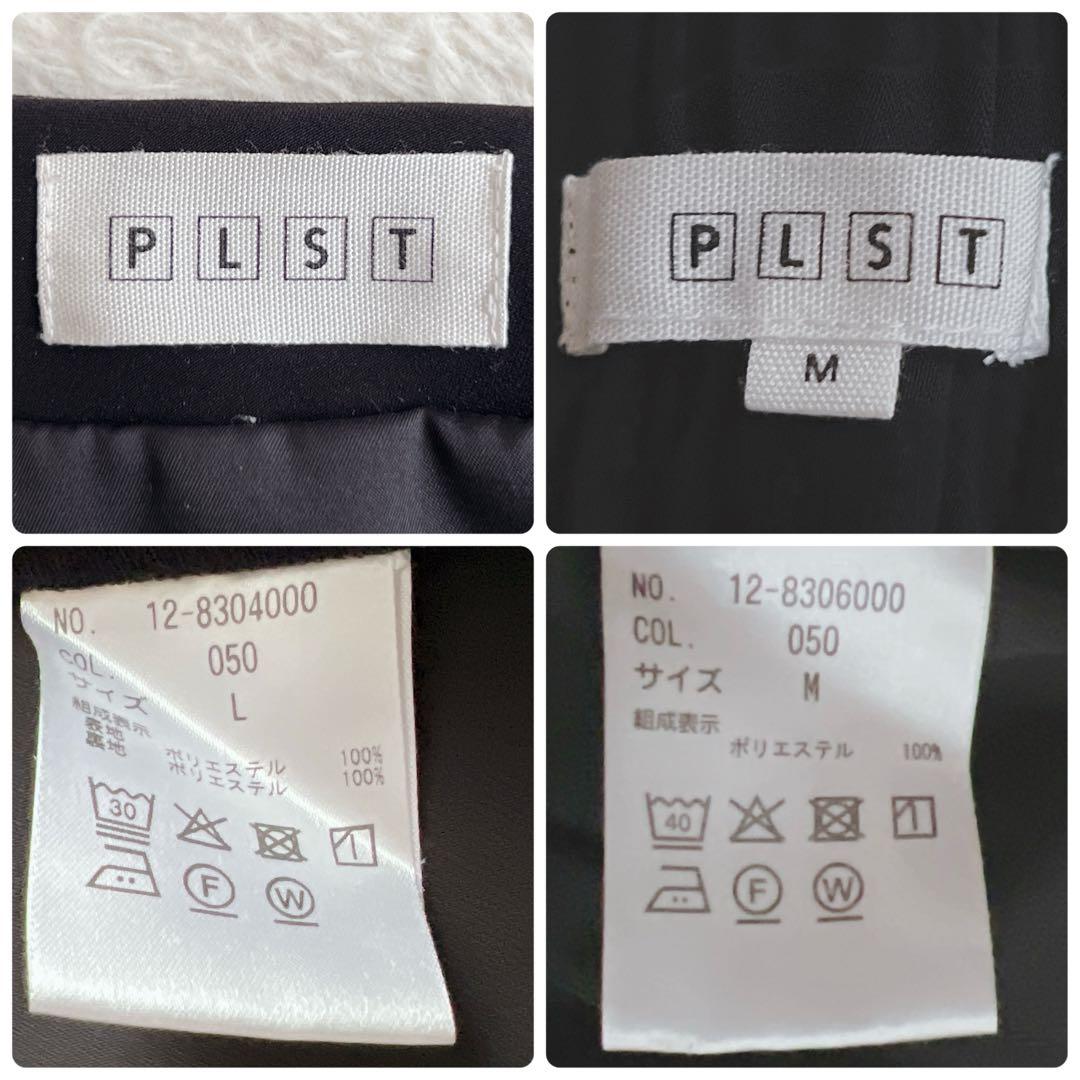 P L S T
P L S T
M
NO. 12-8304000
COL. 050
サイズ L
組成表示
表地 ポリエステル 100%
裏地 ポリエステル 100%
30
F W
NO. 12-8306000
COL. 050
サイズ M
組成表示
ポリエステル 100%
40
F W